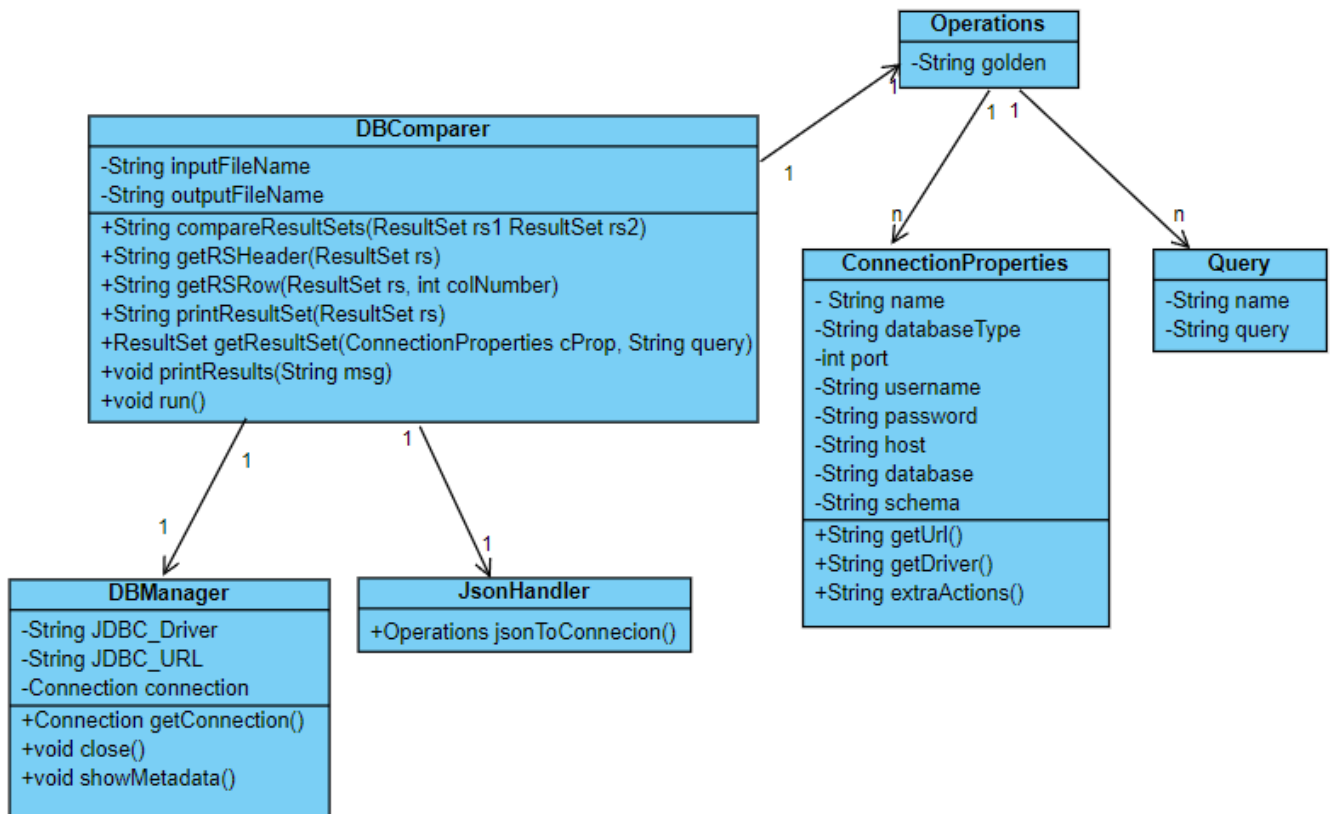 Operations
-String golden
1
1
1 1
n
n
DBComparer
-String inputFileName
-String outputFileName
+String compareResultSets(ResultSet rs1 ResultSet rs2)
+String getRSHeader(ResultSet rs)
+String getRSRow(ResultSet rs, int colNumber)
+String printResultSet(ResultSet rs)
+ResultSet getResultSet(ConnectionProperties cProp, String query)
+void printResults(String msg)
+void run()
ConnectionProperties
- String name
-String databaseType
-int port
-String username
-String password
-String host
-String database
-String schema
+String getUrl()
+String getDriver()
+String extraActions()
Query
-String name
-String query
1
1
1
1
DBManager
-String JDBC_Driver
-String JDBC_URL
-Connection connection
+Connection getConnection()
+void close()
+void showMetadata()
JsonHandler
+Operations jsonToConnecion()